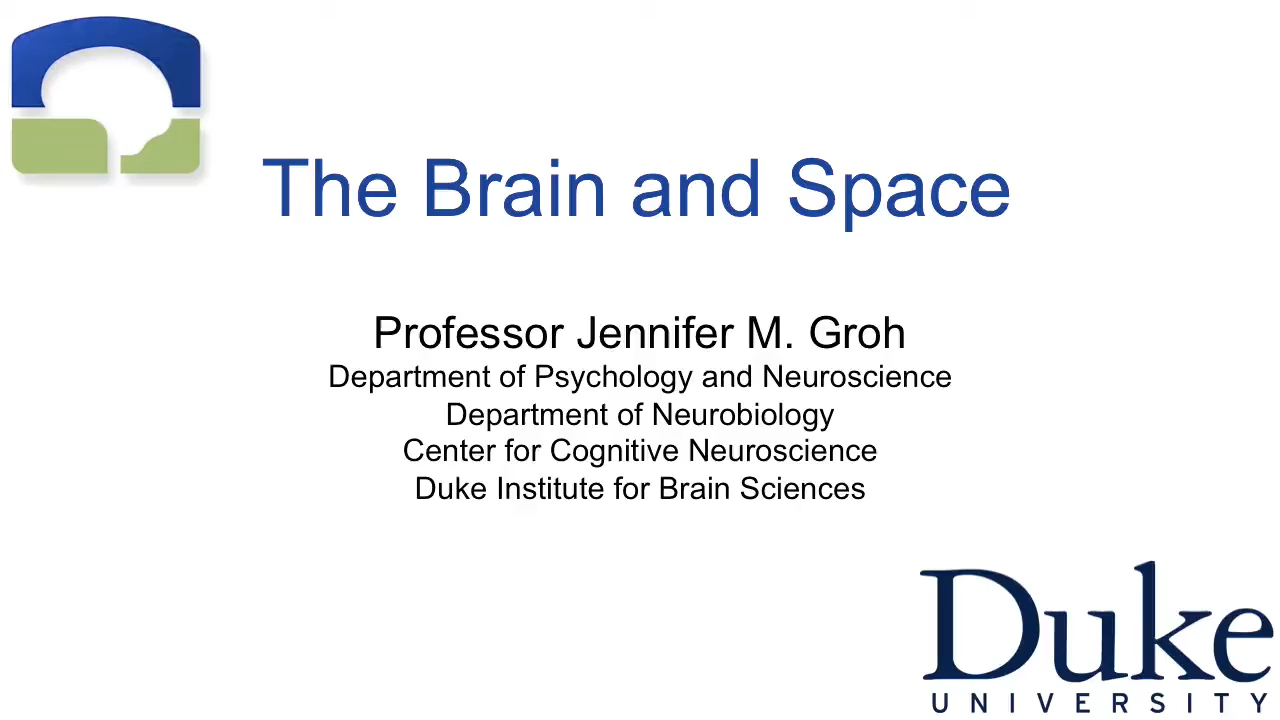 The Brain and Space
Professor Jennifer M. Groh
Department of Psychology and Neuroscience
Department of Neurobiology
Center for Cognitive Neuroscience
Duke Institute for Brain Sciences
Duke
UNIVERSITY